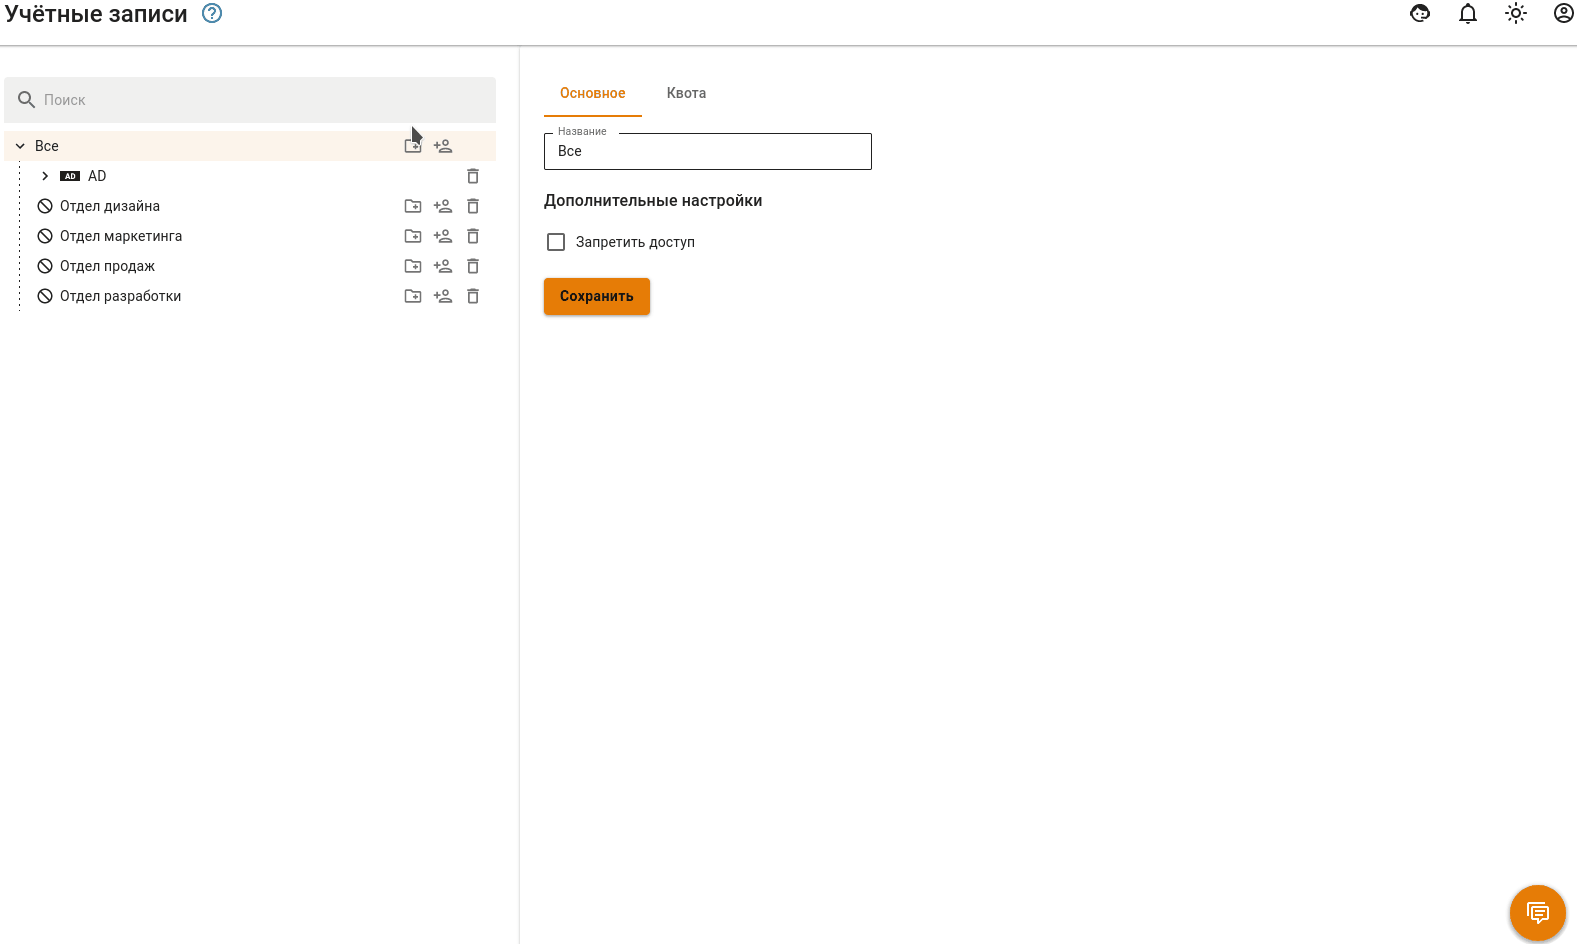 Учётные записи
Поиск
Все
AD AD
Отдел дизайна
Отдел маркетинга
Отдел продаж
Отдел разработки
Основное Квота
Название
Все
Дополнительные настройки
Запретить доступ
Сохранить